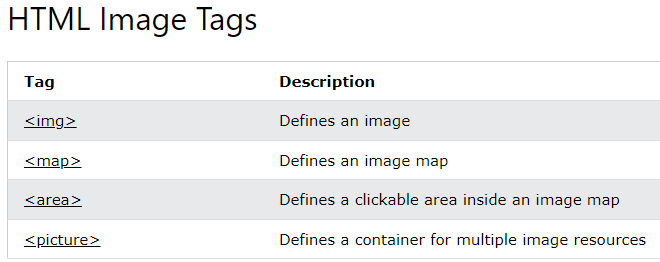 HTML Image Tags
Tag Description
<img> Defines an image
<map> Defines an image map
<area> Defines a clickable area inside an image map
<picture> Defines a container for multiple image resources